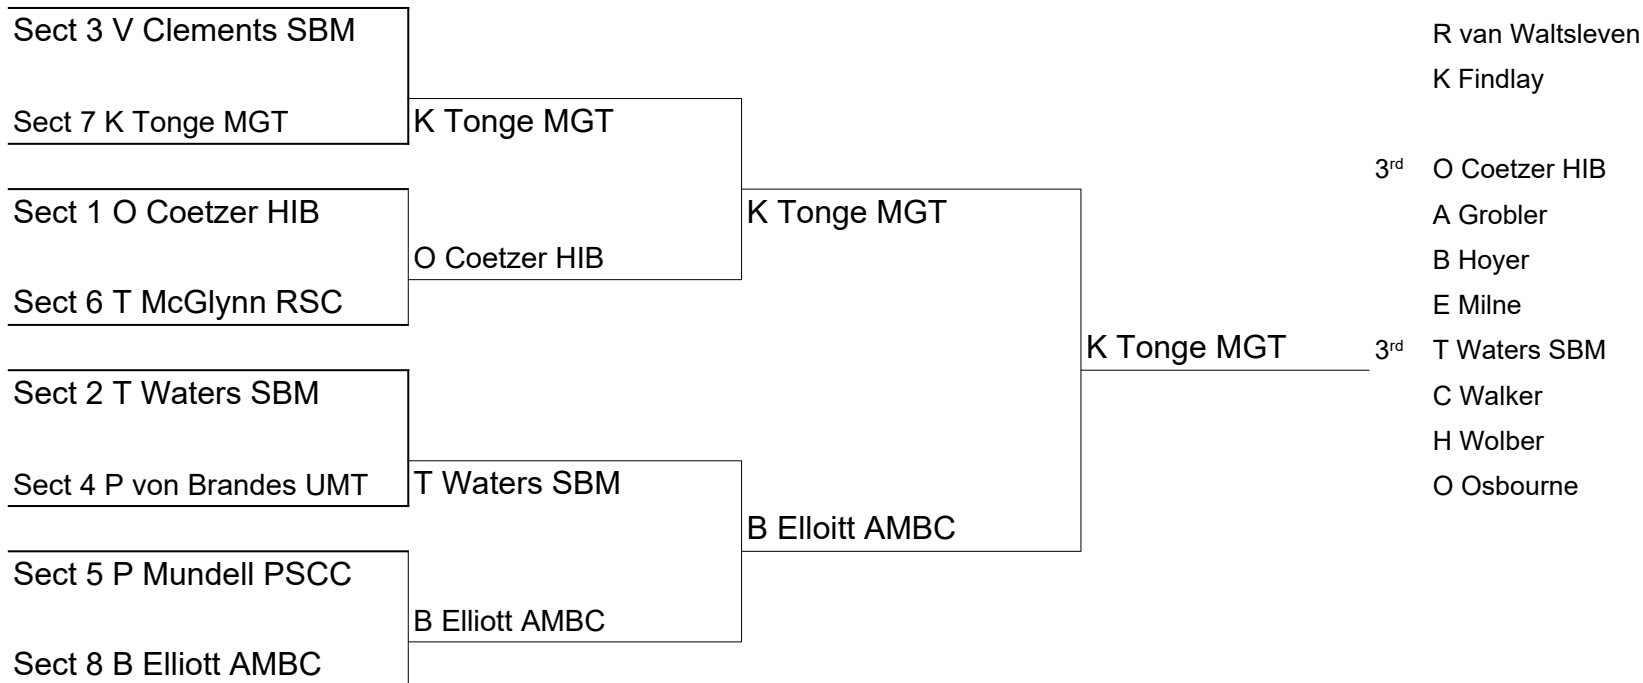 Sect 3 V Clements SBM
R van Waltsleven
K Findlay
Sect 7 K Tonge MGT
K Tonge MGT
3rd O Coetzer HIB
Sect 1 O Coetzer HIB
K Tonge MGT
A Grobler
O Coetzer HIB
B Hoyer
Sect 6 T McGlynn RSC
E Milne
K Tonge MGT
3rd T Waters SBM
Sect 2 T Waters SBM
C Walker
H Wolber
Sect 4 P von Brandes UMT
T Waters SBM
O Osbourne
B Elloitt AMBC
Sect 5 P Mundell PSCC
B Elliott AMBC
Sect 8 B Elliott AMBC